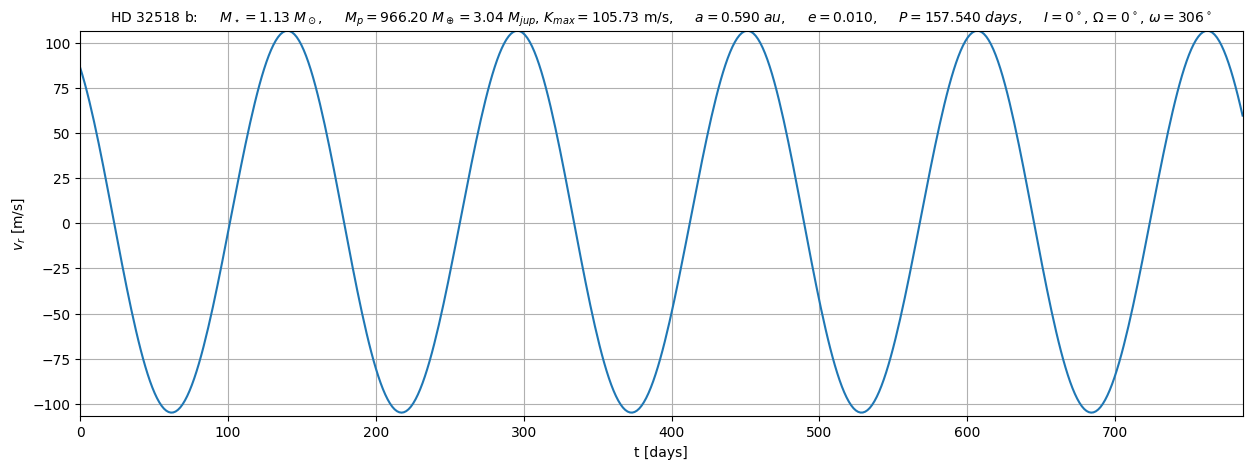 HD 32518 b: M⋆ = 1.13 M⊙, Mp = 966.20 M⊕ = 3.04 Mjup, Kmax = 105.73 m/s, a = 0.590 au, e = 0.010, P = 157.540 days, I = 0°, Ω = 0°, ω = 306°
100
75
50
25
0
−25
−50
−75
−100
vr [m/s]
0 100 200 300 400 500 600 700
t [days]